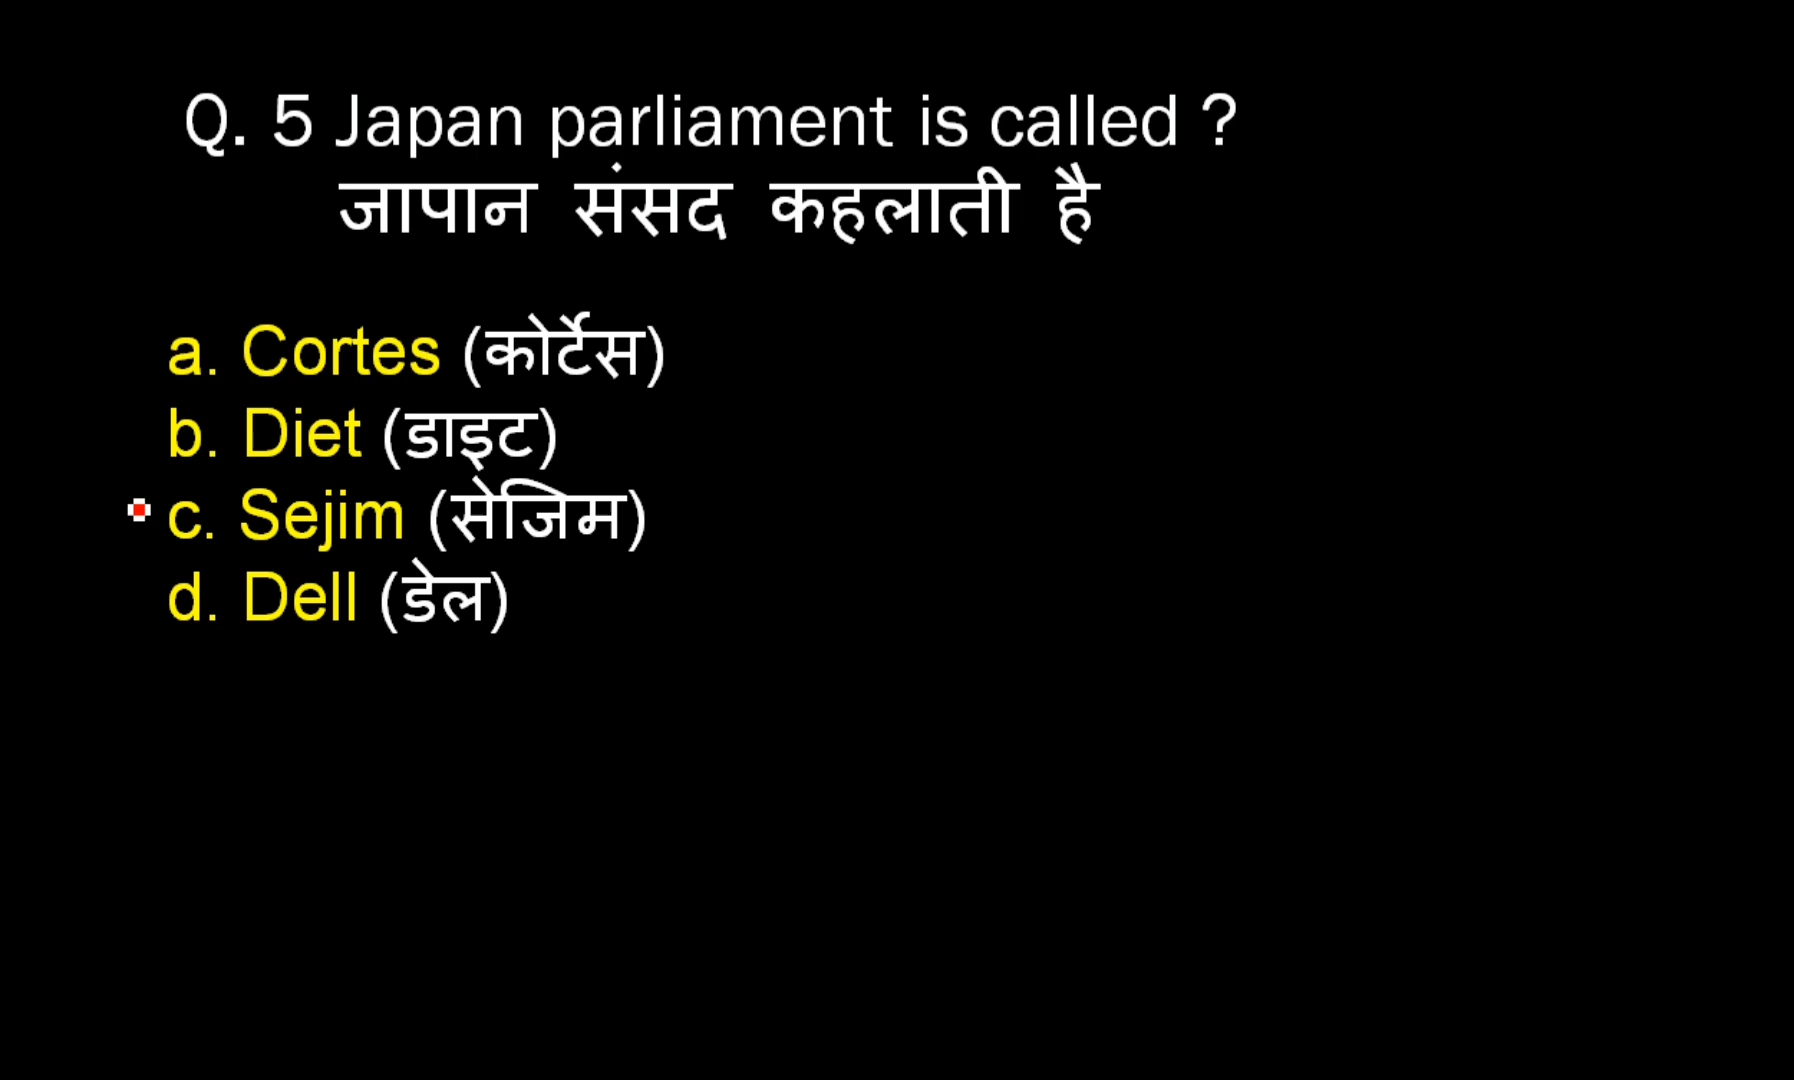 Q. 5 Japan parliament is called ?
जापान संसद कहलाती है
a. Cortes (कोर्टेस)
b. Diet (डाइट)
c. Sejim (सेजिम)
d. Dell (डेल)